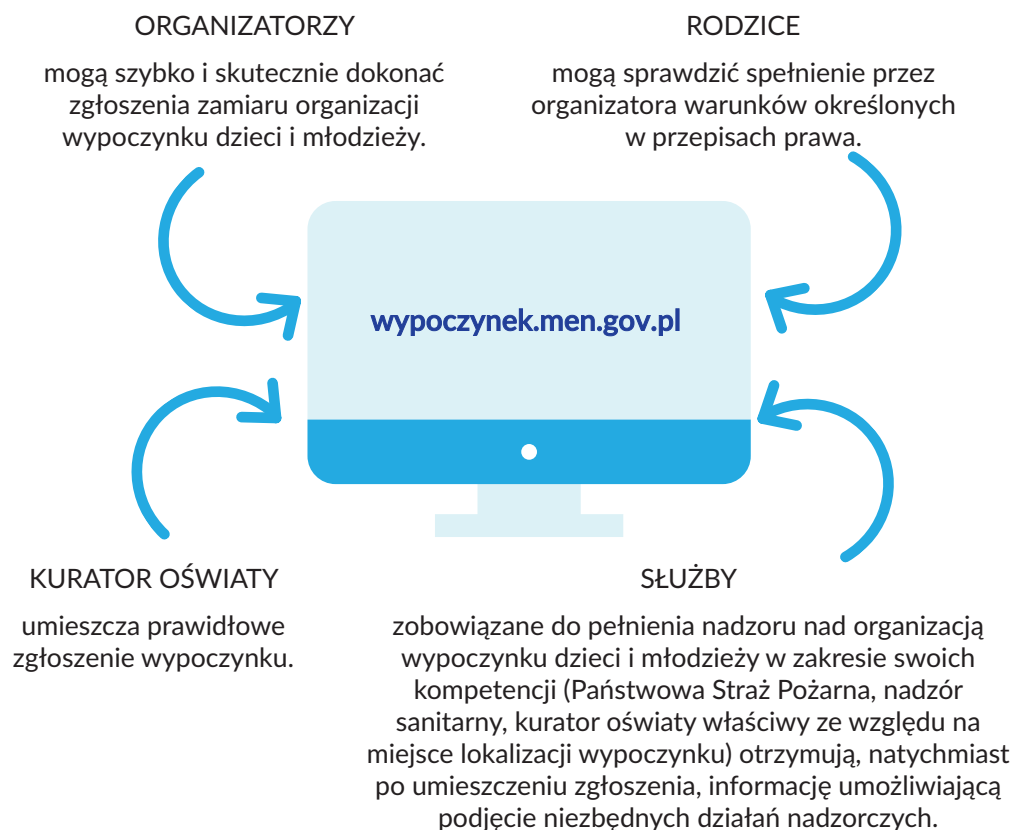 ORGANIZATORZY
mogą szybko i skutecznie dokonać
zgłoszenia zamiaru organizacji
wypoczynku dzieci i młodzieży.
RODZICE
mogą sprawdzić spełnienie przez
organizatora warunków określonych
w przepisach prawa.
wypoczynek.men.gov.pl
KURATOR OŚWIATY
umieszcza prawidłowe
zgłoszenie wypoczynku.
SŁUŻBY
zobowiązane do pełnienia nadzoru nad organizacją
wypoczynku dzieci i młodzieży w zakresie swoich
kompetencji (Państwowa Straż Pożarna, nadzór
sanitarny, kurator oświaty właściwy ze względu na
miejsce lokalizacji wypoczynku) otrzymują, natychmiast
po umieszczeniu zgłoszenia, informację umożliwiającą
podjęcie niezbędnych działań nadzorczych.